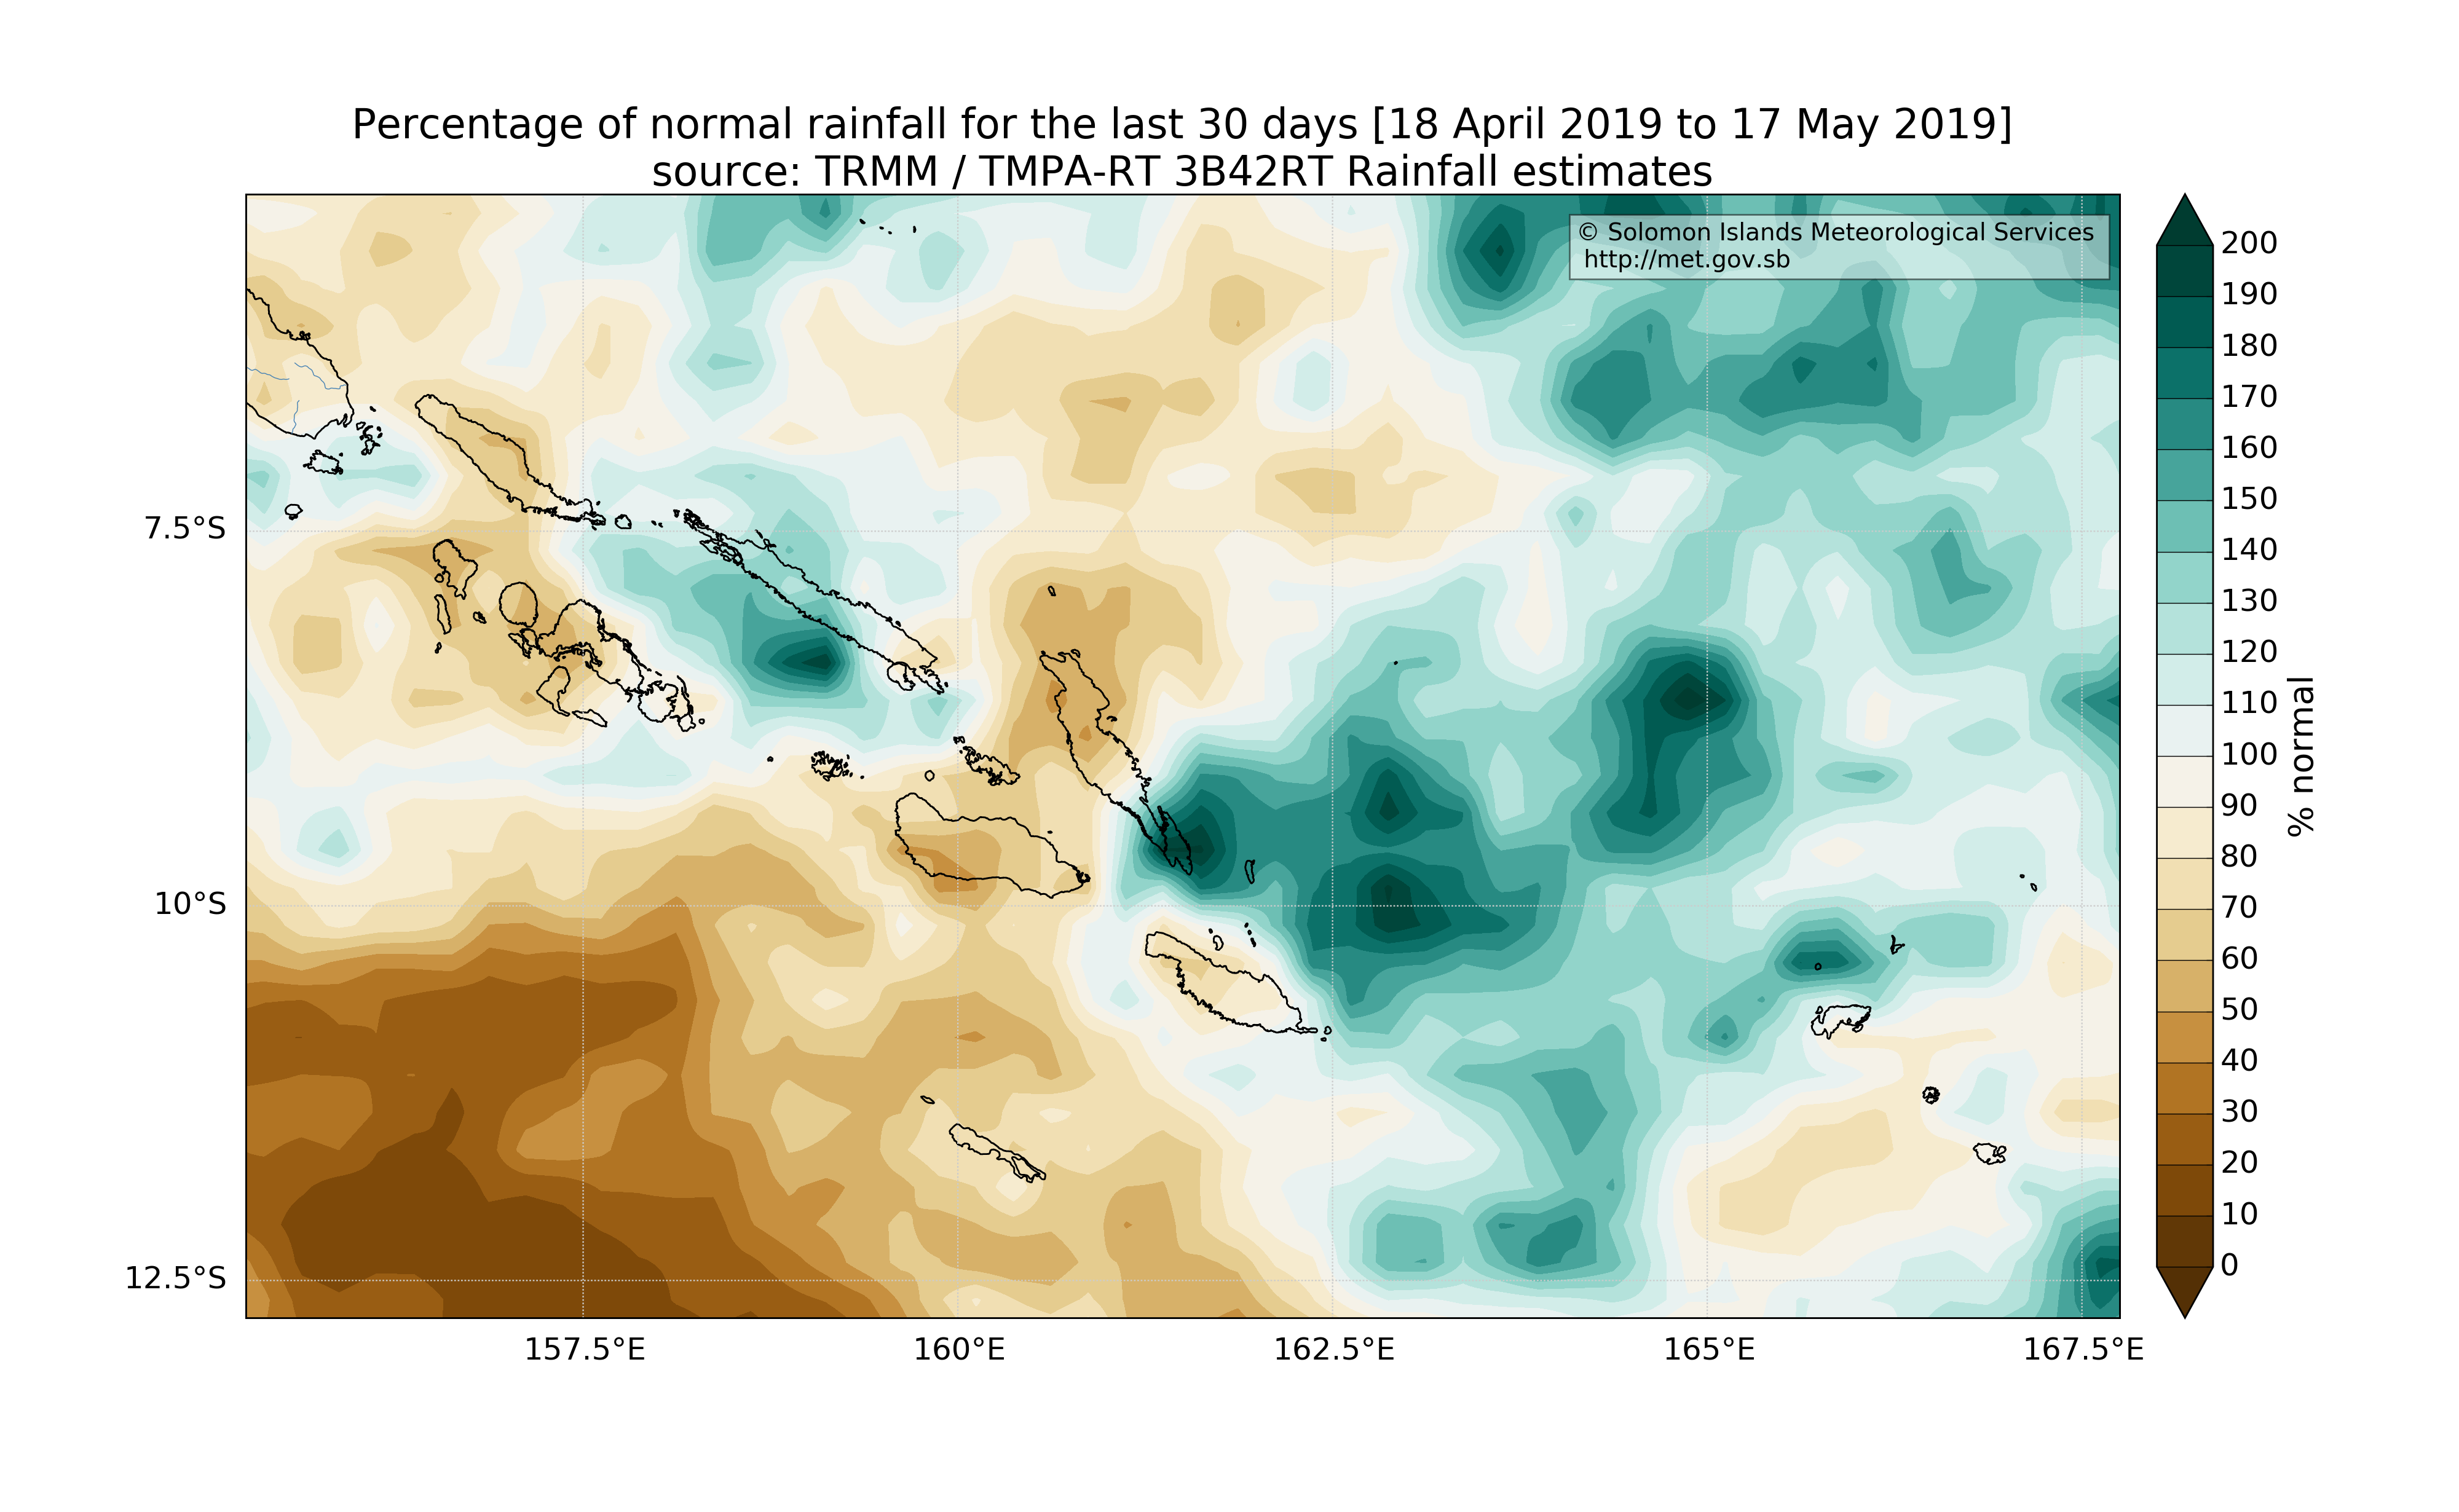 Percentage of normal rainfall for the last 30 days [18 April 2019 to 17 May 2019]
source: TRMM / TMPA-RT 3B42RT Rainfall estimates
© Solomon Islands Meteorological Services
http://met.gov.sb
7.5°S
10°S
12.5°S
157.5°E
160°E
162.5°E
165°E
167.5°E
200
190
180
170
160
150
140
130
120
110
100
90
80
70
60
50
40
30
20
10
0
% normal